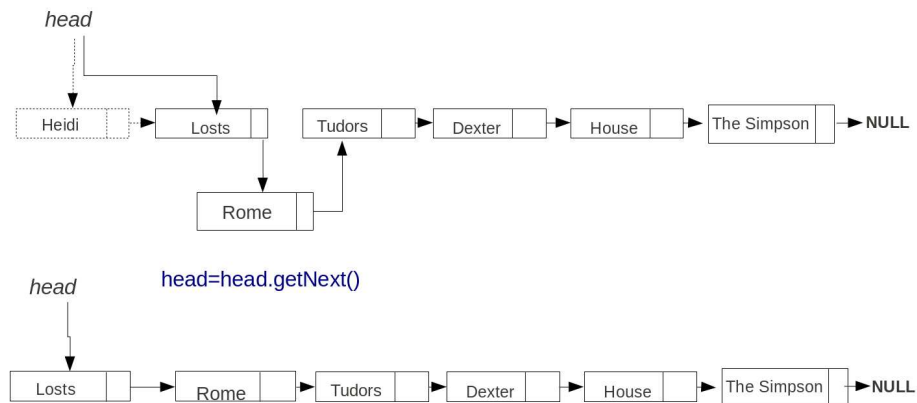 head
Heidi
Losts
Tudors
Dexter
House
The Simpson
NULL
Rome
head=head.getNext()
head
Losts
Rome
Tudors
Dexter
House
The Simpson
NULL